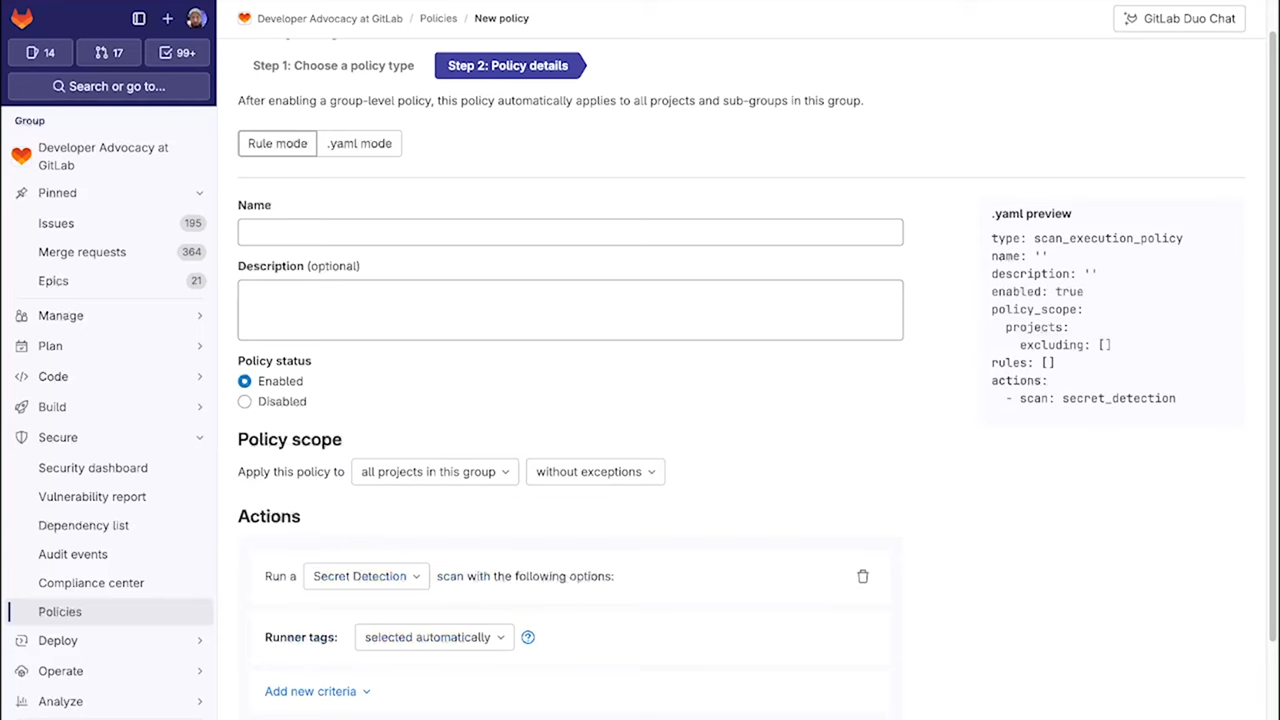 Developer Advocacy at GitLab / Policies / New policy
GitLab Duo Chat
14
17
99+
Search or go to...
Group
Developer Advocacy at
GitLab
Pinned
Issues 195
Merge requests 364
Epics 21
Manage
Plan
Code
Build
Secure
Security dashboard
Vulnerability report
Dependency list
Audit events
Compliance center
Policies
Deploy
Operate
Analyze
Step 1: Choose a policy type
Step 2: Policy details
After enabling a group-level policy, this policy automatically applies to all projects and sub-groups in this group.
Rule mode .yaml mode
Name
Description (optional)
Policy status
Enabled
Disabled
Policy scope
Apply this policy to all projects in this group without exceptions
Actions
Run a Secret Detection scan with the following options:
Runner tags: selected automatically
Add new criteria
.yaml preview
type: scan_execution_policy
name: ''
description: ''
enabled: true
policy_scope:
projects:
excluding: []
rules: []
actions:
- scan: secret_detection